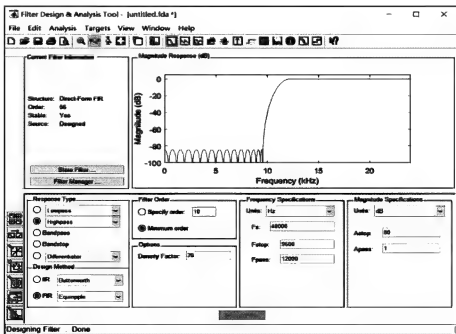 Filter Design & Analysis Tool - [untitled.fda *]
File Edit Analysis Targets View Window Help
Current Filter Information
Structure: Direct-Form FIR
Order:
Stable: Yes
Source: Designed
Store Filter ...
Filter Manager ...
Magnitude Response (dB)
Magnitude (dB)
0
-20
-40
-60
-80
-100
0 5 10 15 20
Frequency (kHz)
Response Type
Lowpass
Highpass
Bandpass
Bandstop
Differentiator
Design Method
IIR Butterworth
FIR Equiripple
Filter Order
Specify order: 10
Minimum order
Options
Density Factor: 20
Frequency Specifications
Units: Hz
Fs: 48000
Fstop: 9600
Fpass: 12000
Magnitude Specifications
Units: dB
Astop: 80
Apass: 1
Designing Filter ... Done